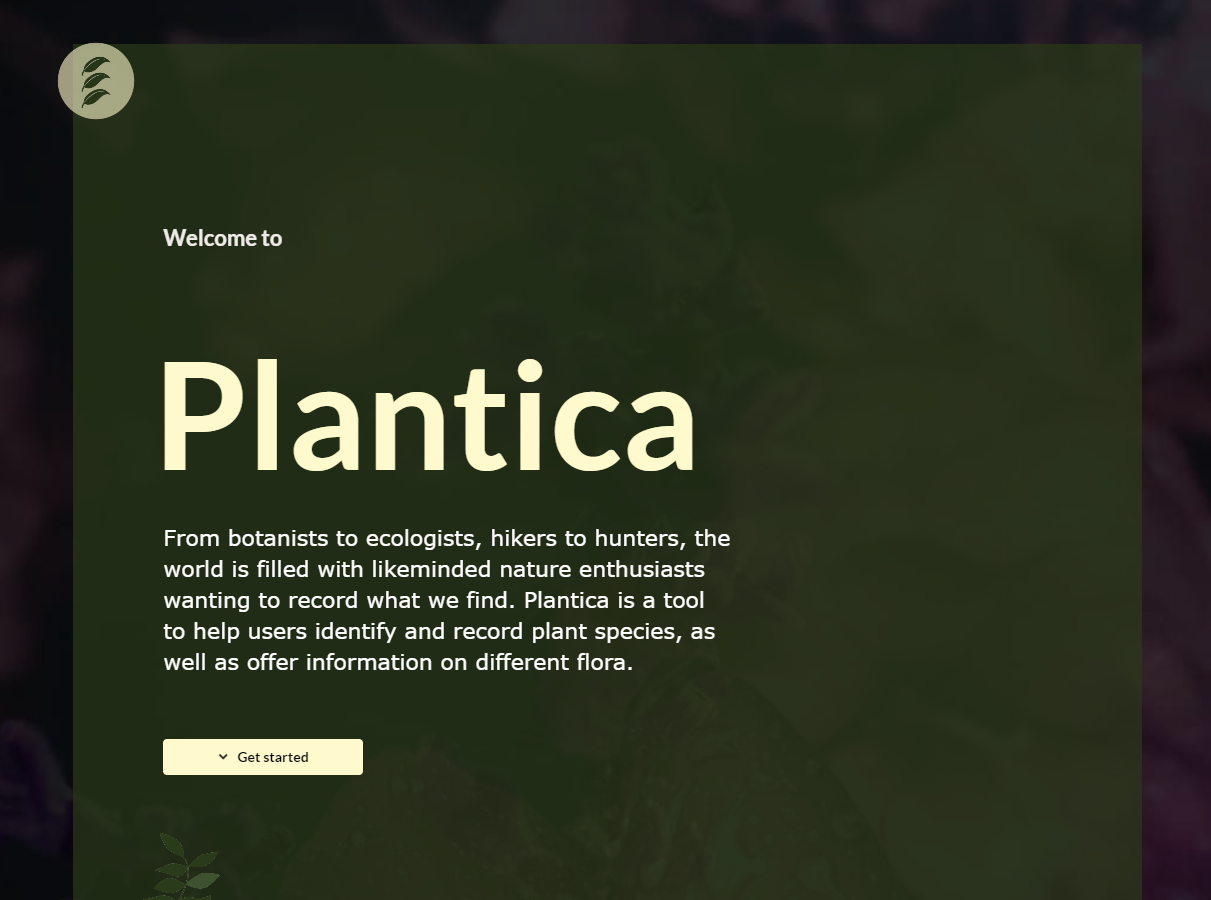 Welcome to
Plantica
From botanists to ecologists, hikers to hunters, the
world is filled with likeminded nature enthusiasts
wanting to record what we find. Plantica is a tool
to help users identify and record plant species, as
well as offer information on different flora.
Get started